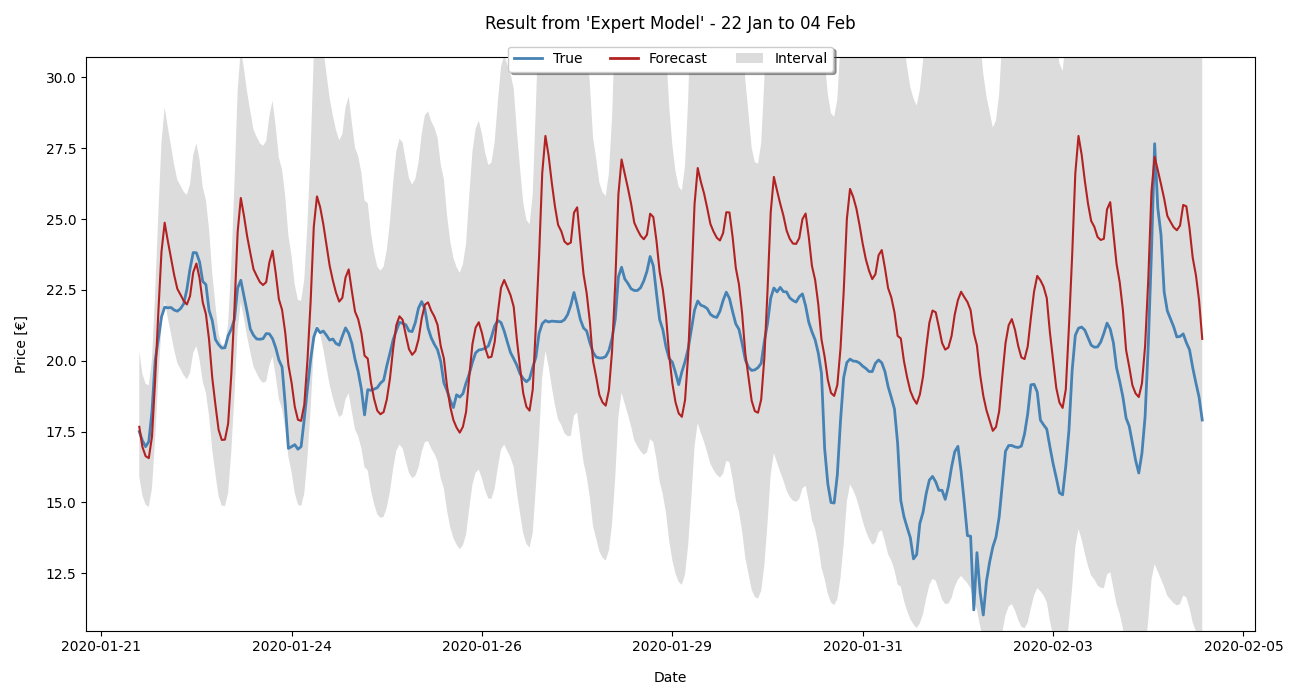 Result from 'Expert Model' - 22 Jan to 04 Feb
True Forecast Interval
30.0
27.5
25.0
22.5
20.0
17.5
15.0
12.5
Price [€]
2020-01-21 2020-01-24 2020-01-26 2020-01-29 2020-01-31 2020-02-03 2020-02-05
Date